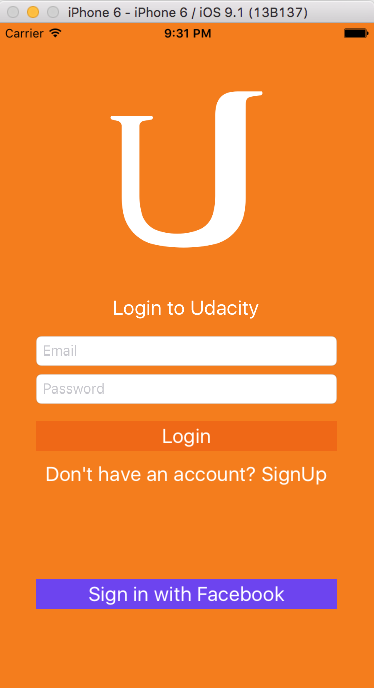 iPhone 6 - iPhone 6 / iOS 9.1 (13B137)
Carrier 9:31 PM
U
Login to Udacity
Email
Password
Login
Don't have an account? SignUp
Sign in with Facebook